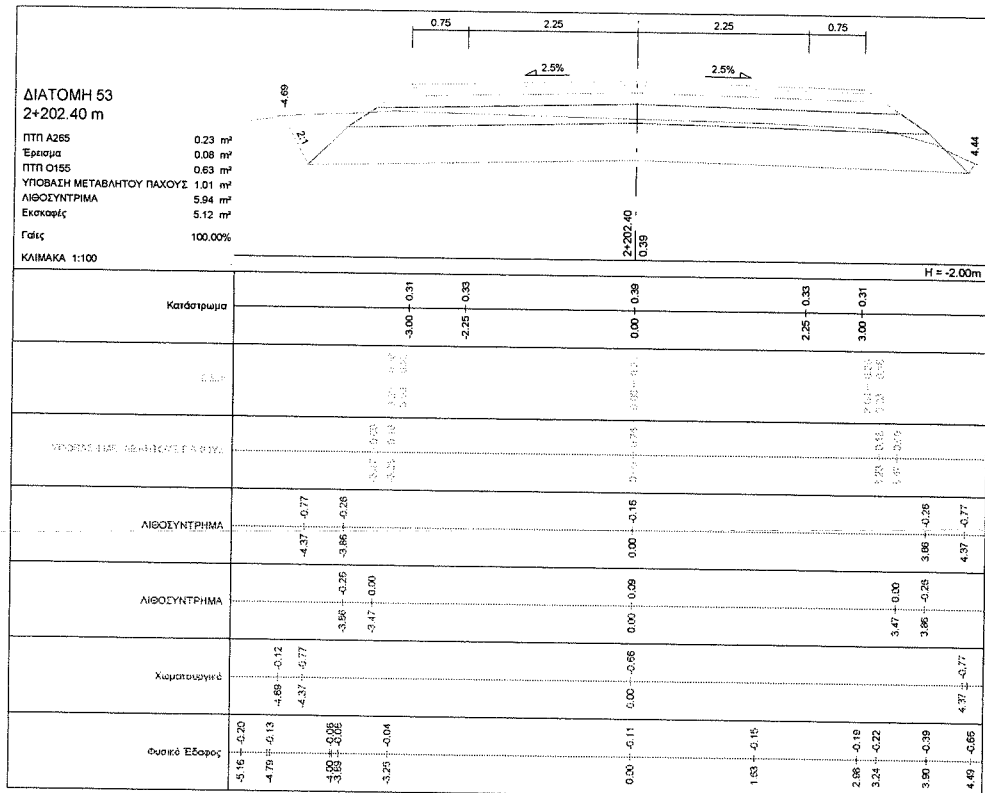 0.75 2.25 2.25 0.75
2.5% 2.5%
ΔΙΑΤΟΜΗ 53
2+202.40 m
-4.69
2:1
4.44
ΠΤΠ Α265 0.23 m²
Έρεισμα 0.08 m²
ΠΤΠ Ο155 0.63 m²
ΥΠΟΒΑΣΗ ΜΕΤΑΒΛΗΤΟΥ ΠΑΧΟΥΣ 1.01 m²
ΛΙΘΟΣΥΝΤΡΙΜΑ 5.94 m²
Εκσκαφές 5.12 m²
Γαίες 100.00%
ΚΛΙΜΑΚΑ 1:100
2+202.40
0.39
H = -2.00m
Κατάστρωμα
-3.00 0.31
-2.25 0.33
0.00 0.39
2.25 0.33
3.00 0.31
ΛΙΘΟΣΥΝΤΡΗΜΑ
-4.37 -0.77
-3.86 -0.26
0.00 -0.15
3.86 -0.26
4.37 -0.77
ΛΙΘΟΣΥΝΤΡΗΜΑ
-3.86 -0.26
-3.47 0.00
0.00 0.09
3.47 0.00
3.86 -0.26
Χωματουργικά
-4.69 -0.12
-4.37 -0.77
0.00 -0.66
4.37 -0.77
Φυσικό Έδαφος
-5.16 -0.20
-4.79 -0.13
-4.00 -0.06
-3.89 -0.05
-3.25 -0.04
0.00 -0.11
1.63 -0.15
2.98 -0.19
3.24 -0.22
3.90 -0.39
4.49 -0.66